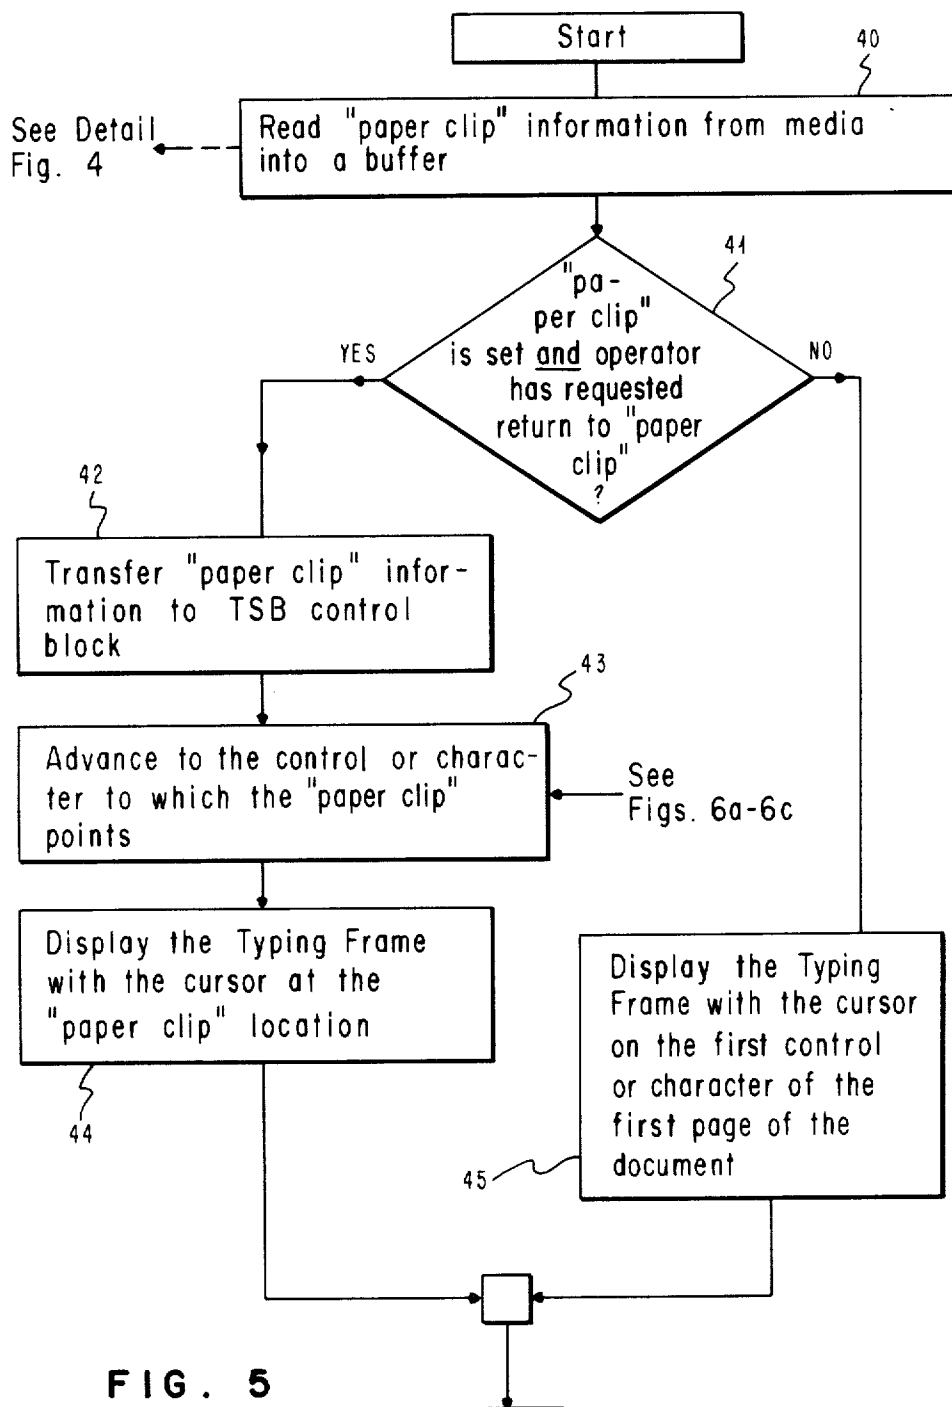 Start
40
See Detail
Fig. 4
Read "paper clip" information from media
into a buffer
41
"pa-
per clip"
is set and operator
has requested
return to "paper
clip"
?
YES
NO
42
Transfer "paper clip" infor-
mation to TSB control
block
43
Advance to the control or charac-
ter to which the "paper clip"
points
See
Figs. 6a-6c
Display the Typing Frame
with the cursor at the
"paper clip" location
44
Display the Typing
Frame with the cursor
on the first control
or character of the
first page of the
document
45
FIG. 5